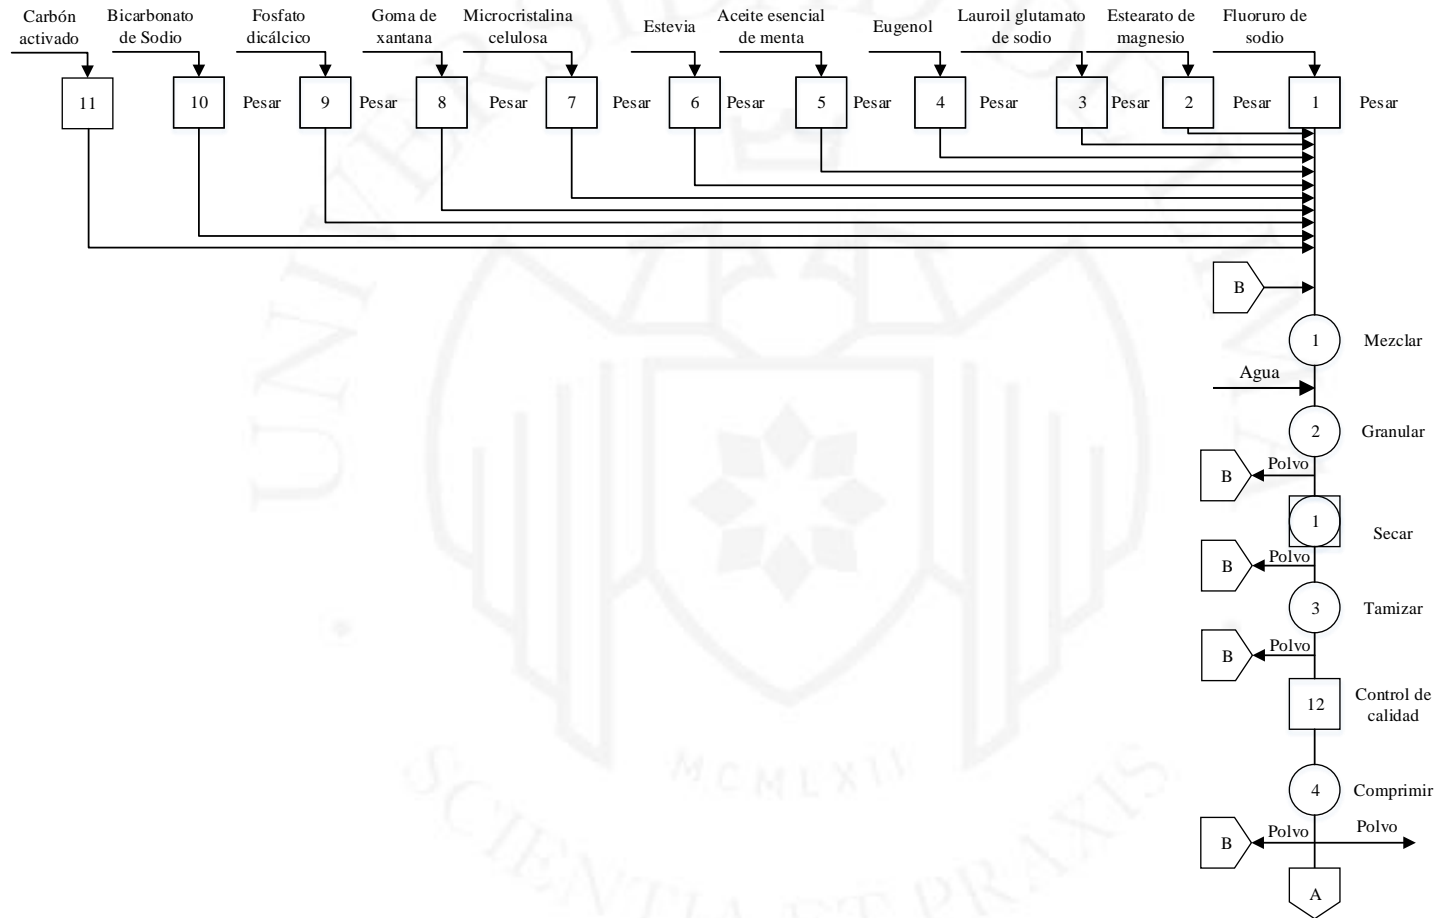 Carbón
activado
Bicarbonato
de Sodio
Fosfato
dicálcico
Goma de
xantana
Microcristalina
celulosa
Estevia
Aceite esencial
de menta
Eugenol
Lauroil glutamato
de sodio
Estearato de
magnesio
Fluoruro de
sodio
11
10
Pesar
9
Pesar
8
Pesar
7
Pesar
6
Pesar
5
Pesar
4
Pesar
3
Pesar
2
Pesar
1
Pesar
B
1
Mezclar
Agua
2
Granular
B
Polvo
1
Secar
B
Polvo
3
Tamizar
B
Polvo
12
Control de
calidad
4
Comprimir
B
Polvo
Polvo
A
MCMLXII
SCIENTIA ET PRAXIS